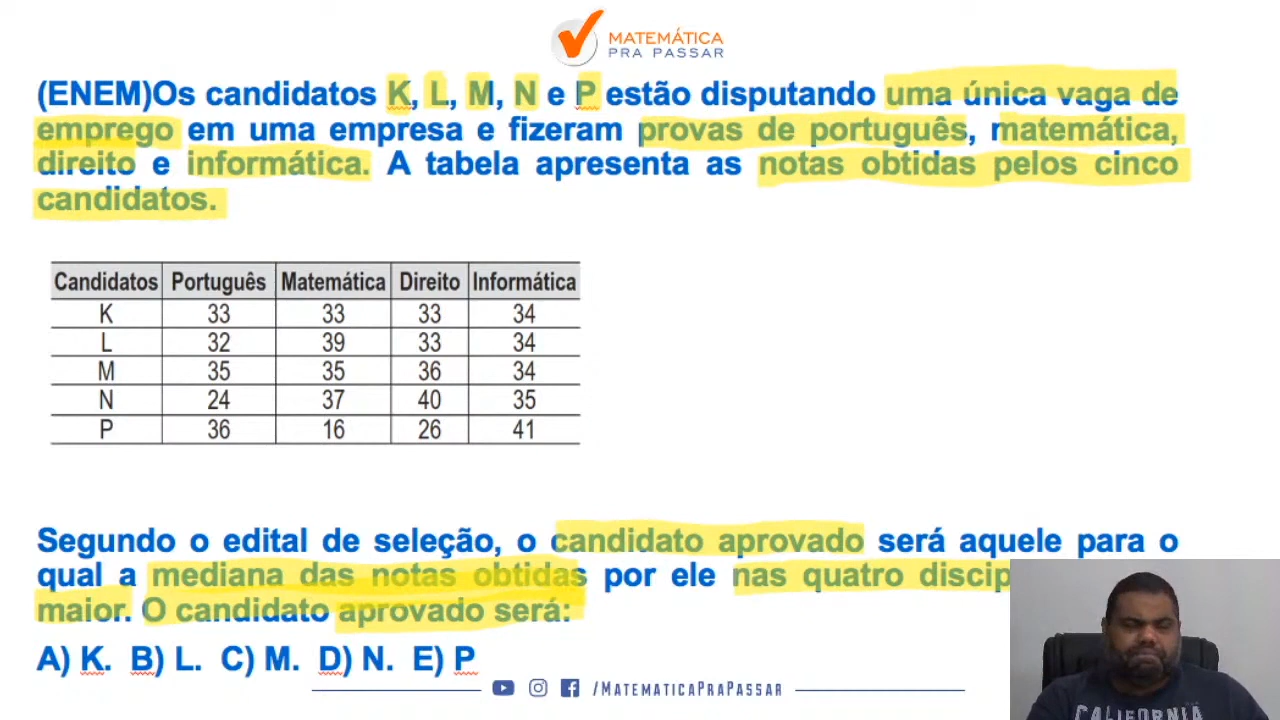 MATEMÁTICA
PRA PASSAR
(ENEM)Os candidatos K, L, M, N e P estão disputando uma única vaga de
emprego em uma empresa e fizeram provas de português, matemática,
direito e informática. A tabela apresenta as notas obtidas pelos cinco
candidatos.
Candidatos Português Matemática Direito Informática
K 33 33 33 34
L 32 39 33 34
M 35 35 36 34
N 24 37 40 35
P 36 16 26 41
Segundo o edital de seleção, o candidato aprovado será aquele para o
qual a mediana das notas obtidas por ele nas quatro
maior. O candidato aprovado será:
A) K. B) L. C) M. D) N. E) P
/MATEMATICAPRAPASSAR
CALIFORNIA